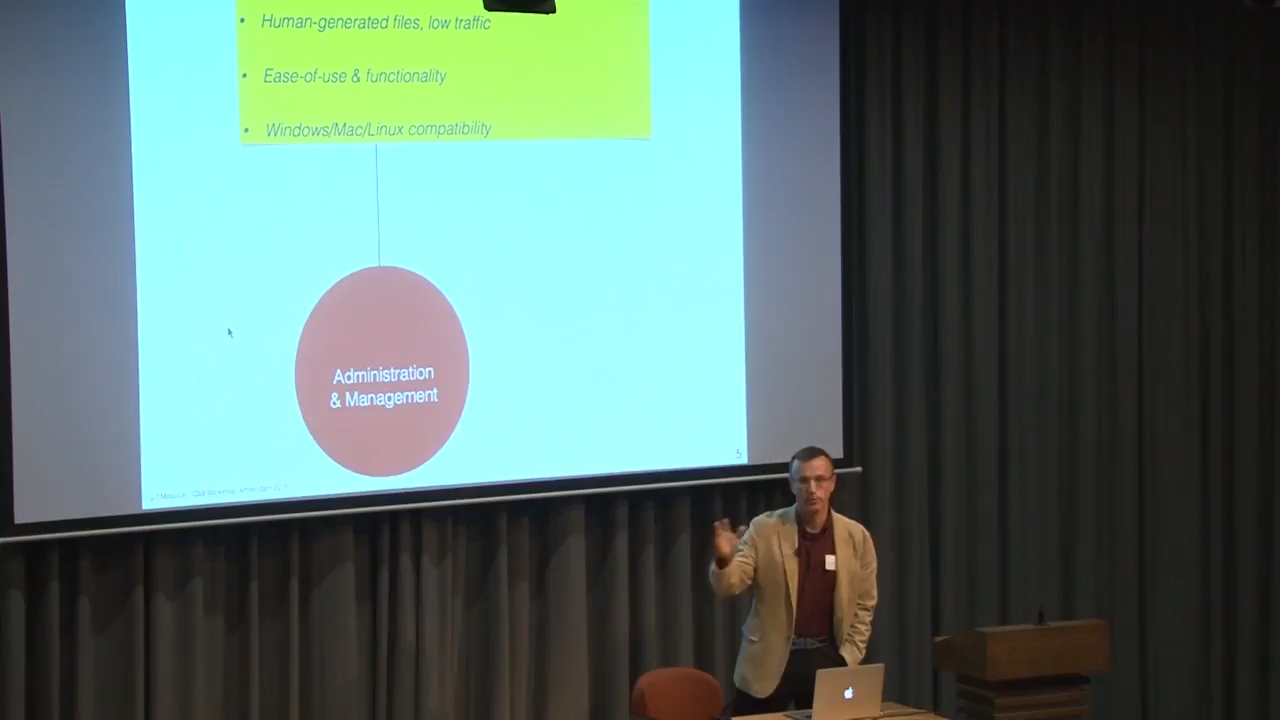 • Human-generated files, low traffic
• Ease-of-use & functionality
• Windows/Mac/Linux compatibility
Administration
& Management
5